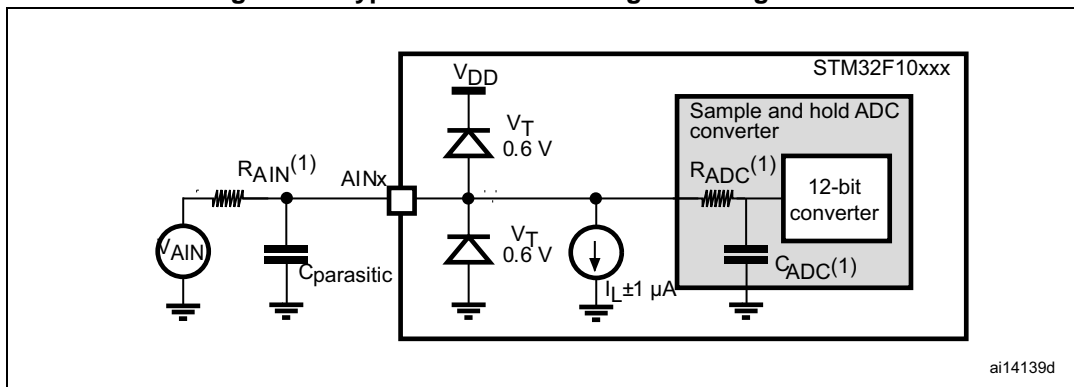 STM32F10xxx
VDD
Sample and hold ADC
converter
VT
0.6 V
RAIN(1)
AINx
RADC(1)
12-bit
converter
VAIN
Cparasitic
VT
0.6 V
IL±1 µA
CADC(1)
ai14139d